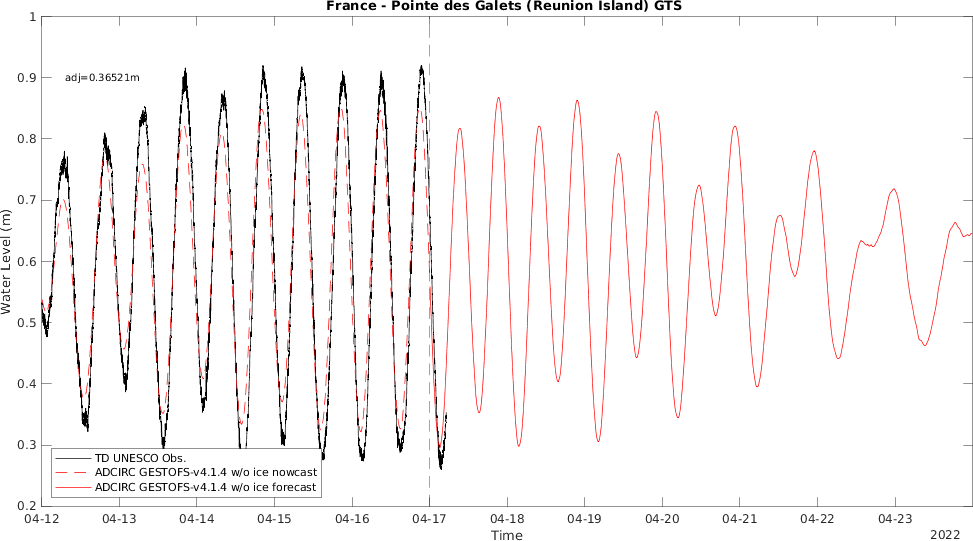 France - Pointe des Galets (Reunion Island) GTS
1
0.9
0.8
0.7
0.6
0.5
0.4
0.3
0.2
Water Level (m)
adj=0.36521m
TD UNESCO Obs.
ADCIRC GESTOFS-v4.1.4 w/o ice nowcast
ADCIRC GESTOFS-v4.1.4 w/o ice forecast
04-12 04-13 04-14 04-15 04-16 04-17 04-18 04-19 04-20 04-21 04-22 04-23
Time
2022